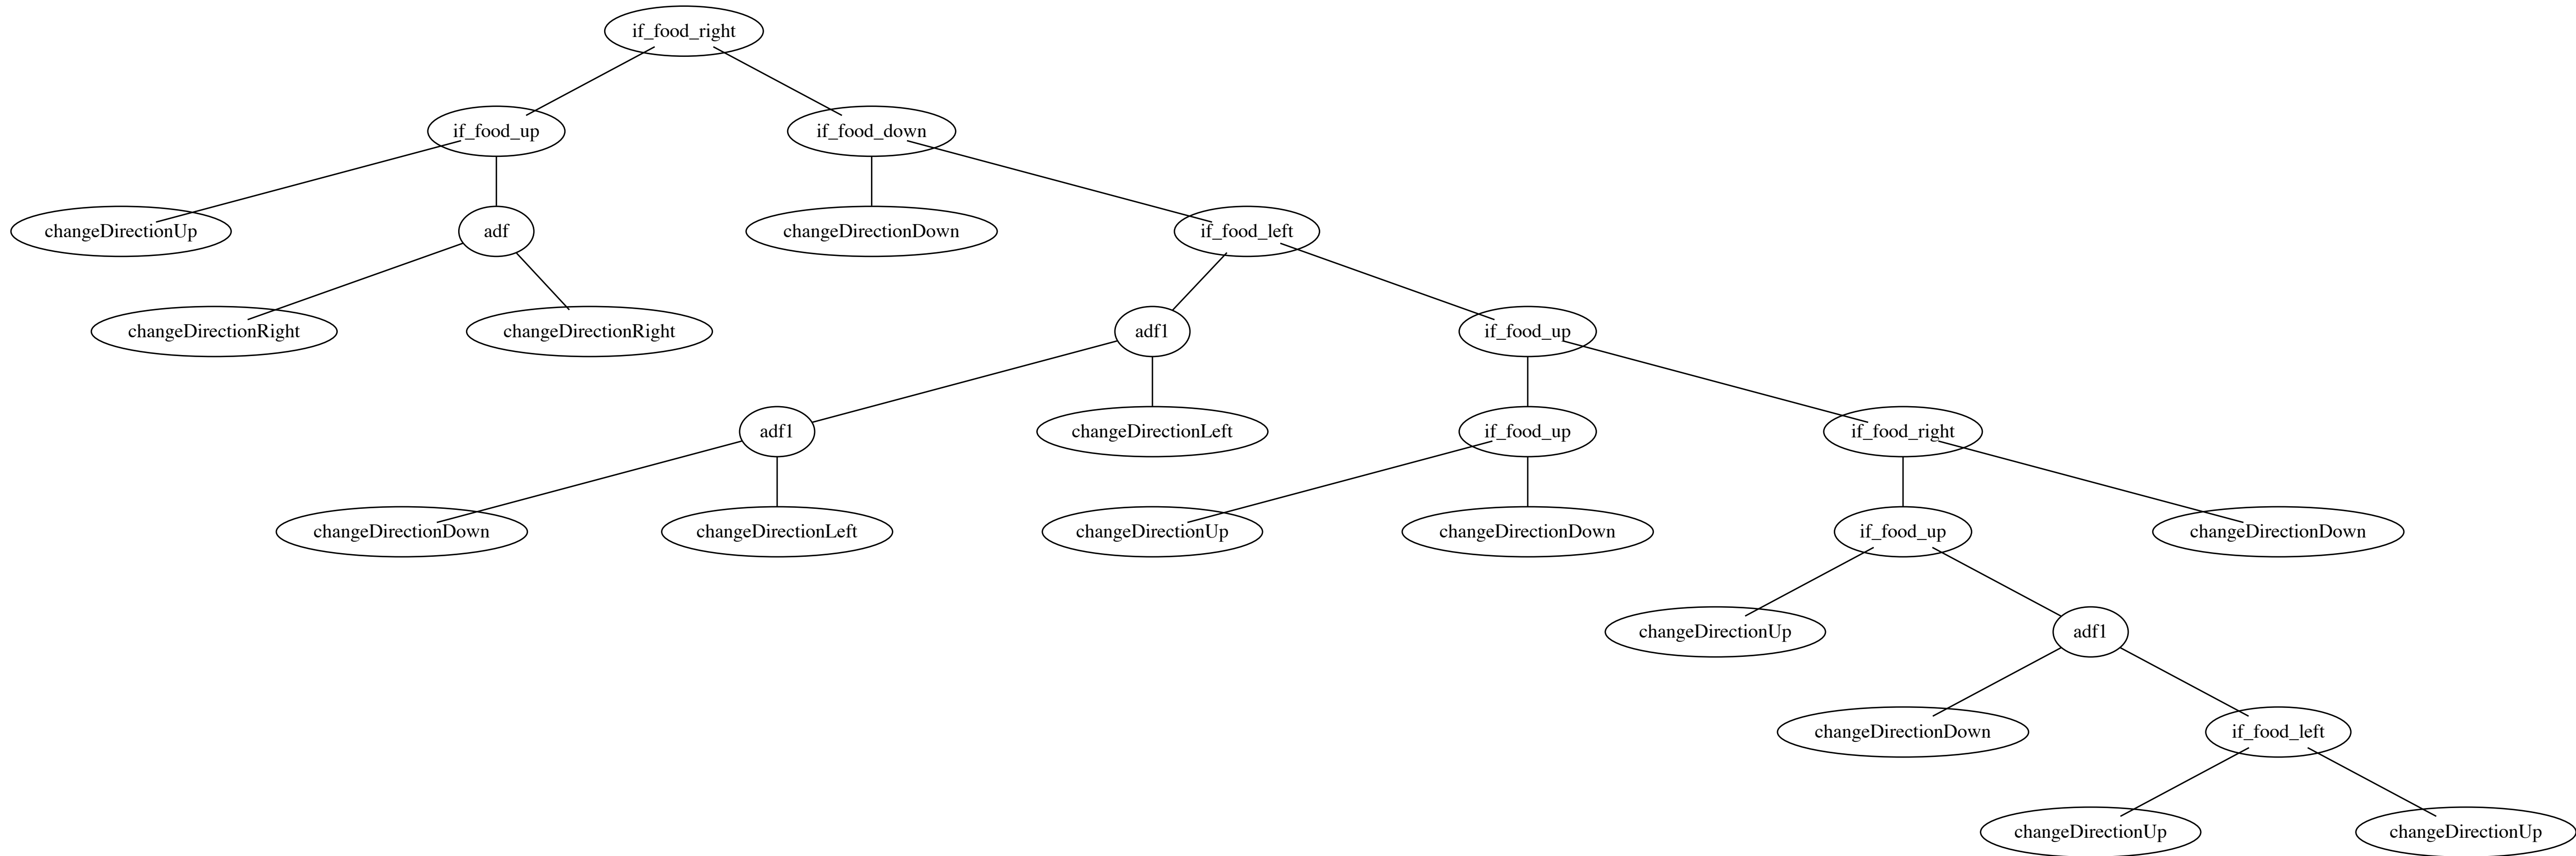 if_food_right
if_food_up
if_food_down
changeDirectionUp
adf
changeDirectionDown
if_food_left
changeDirectionRight
changeDirectionRight
adf1
if_food_up
adf1
changeDirectionLeft
if_food_up
if_food_right
changeDirectionDown
changeDirectionLeft
changeDirectionUp
changeDirectionDown
if_food_up
changeDirectionDown
changeDirectionUp
adf1
changeDirectionDown
if_food_left
changeDirectionUp
changeDirectionUp